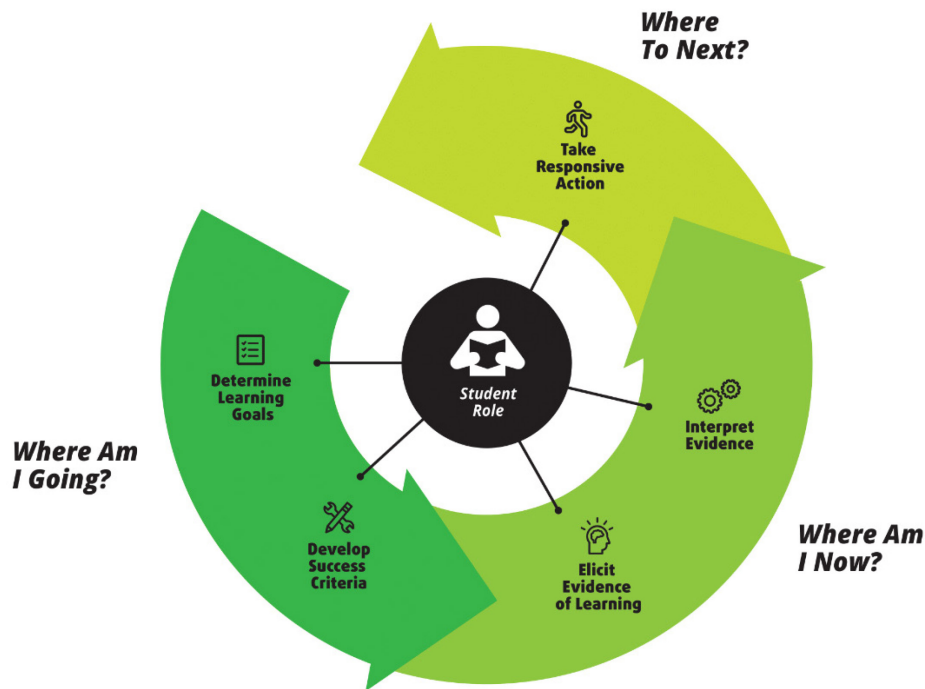 Where
To Next?
Take
Responsive
Action
Student
Role
Determine
Learning
Goals
Interpret
Evidence
Where Am
I Going?
Develop
Success
Criteria
Elicit
Evidence
of Learning
Where Am
I Now?